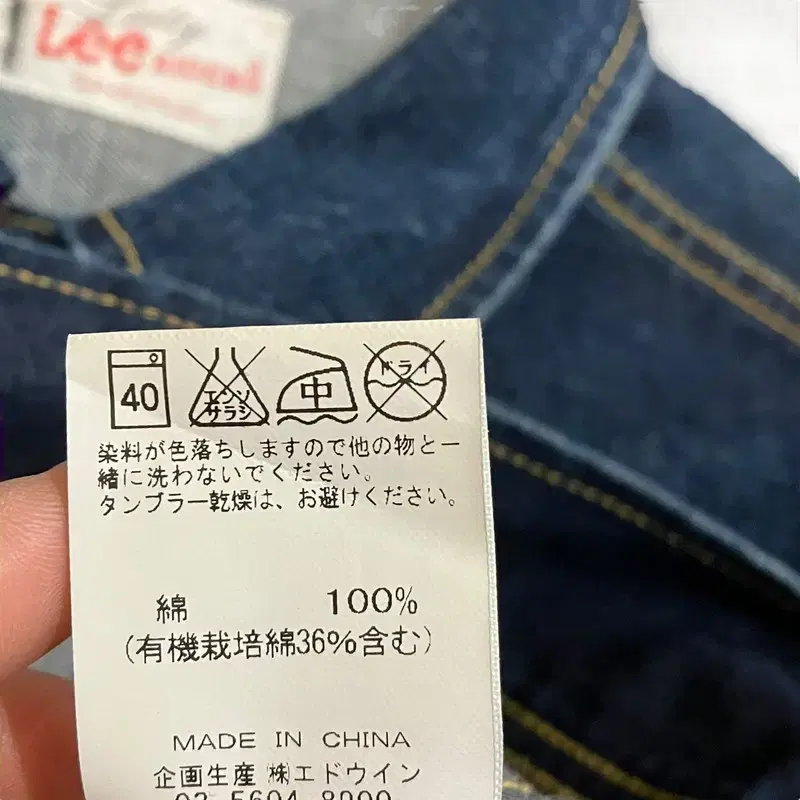 Lee
40
エンソ
サラシ
中
ドライ
染料が色落ちしますので他の物と一
緒に洗わないでください。
タンブラー乾燥は、お避けください。
綿 100%
(有機栽培綿36%含む)
MADE IN CHINA
企画生産 ㈱エドウイン